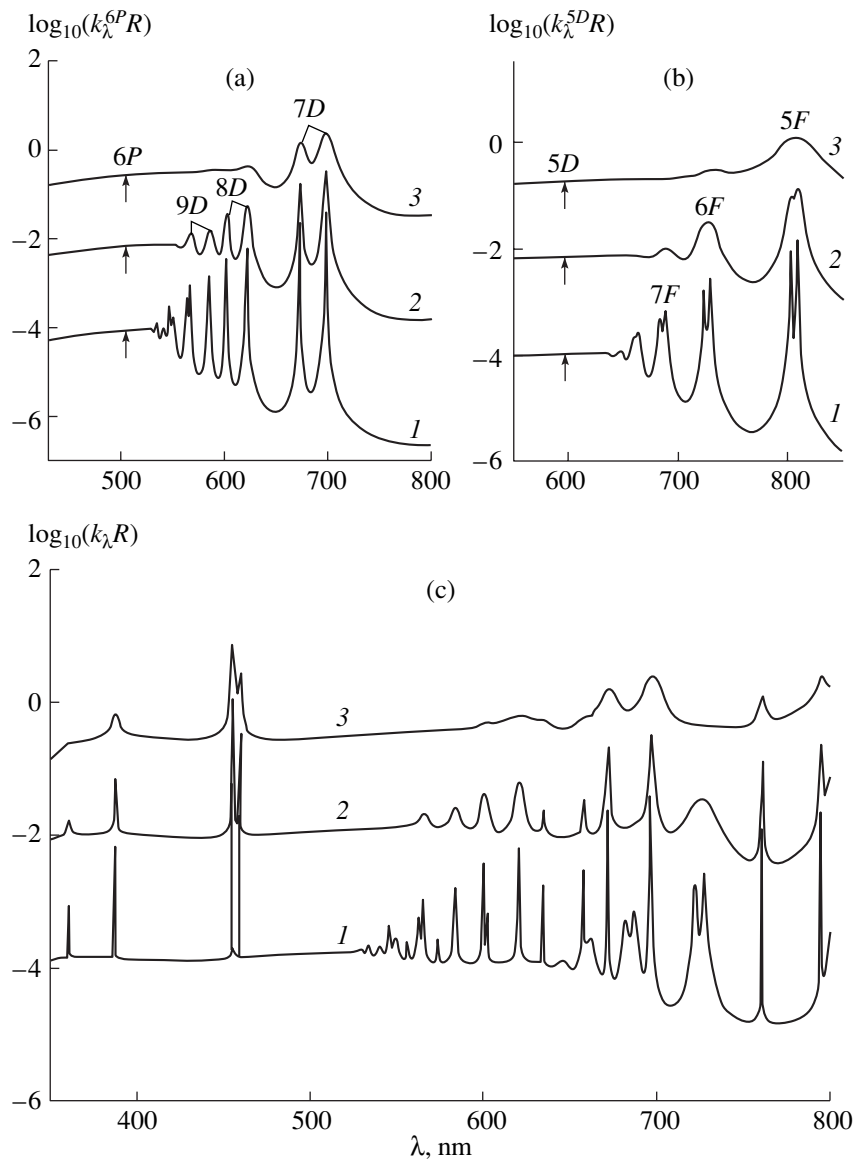 log₁₀(k_λ^{6P}R)
2
0
−2
−4
−6
(a)
7D
6P
8D
9D
3
2
1
500 600 700 800
log₁₀(k_λ^{5D}R)
0
−2
−4
−6
(b)
5F
5D
6F
7F
3
2
1
600 700 800
log₁₀(k_λR)
2
0
−2
−4
−6
(c)
3
2
1
400 500 600 700 800
λ, nm